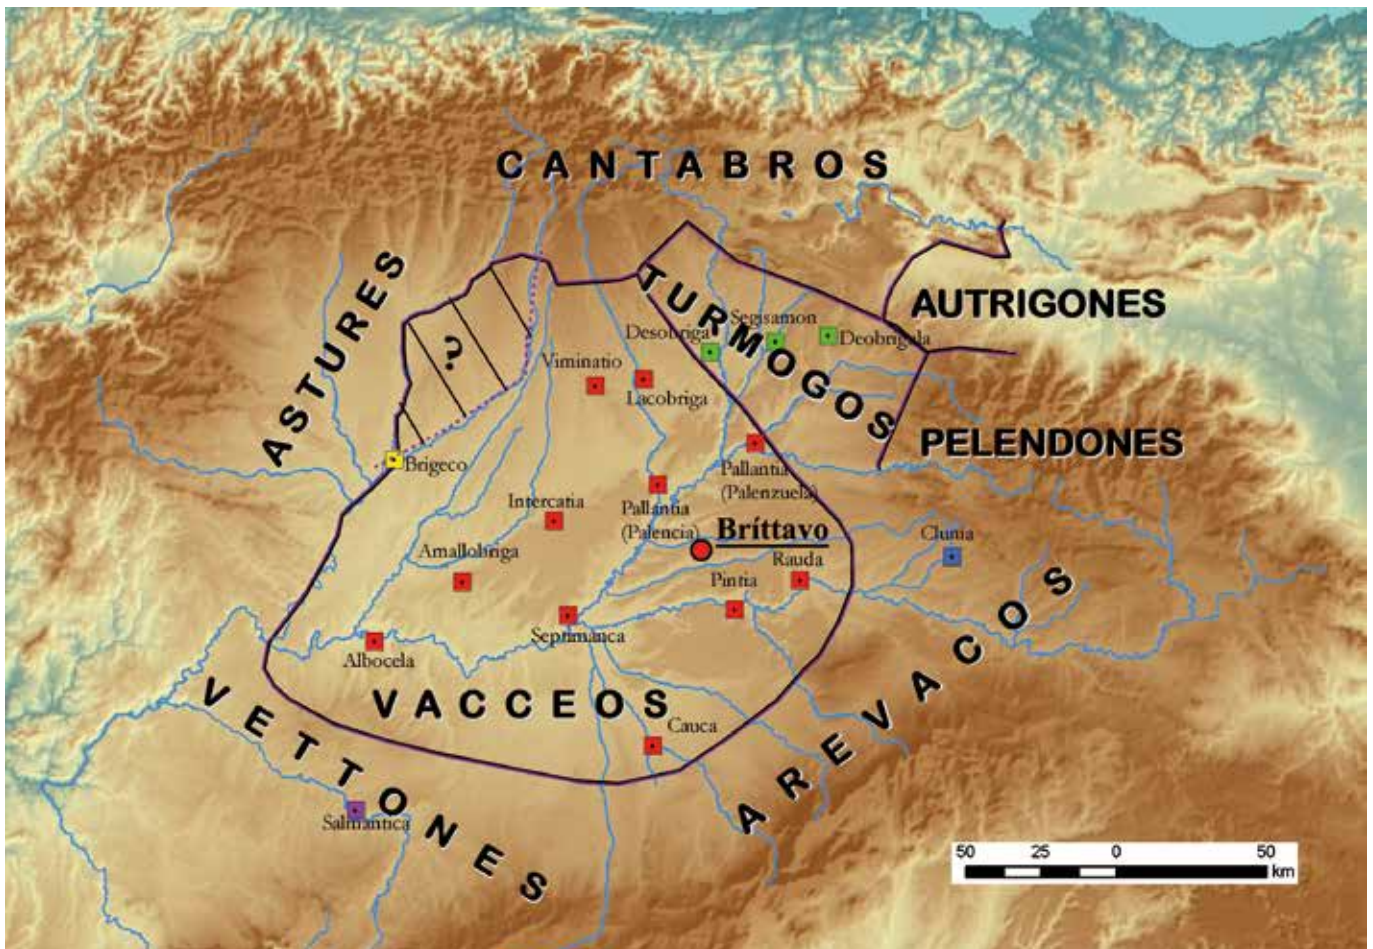 CANTABROS
ASTURES
TURMOGOS
AUTRIGONES
?
Desobriga
Segisamon
Deobrigula
Viminatio
Lacobriga
PELENDONES
Brigeco
Pallantia
(Palenzuela)
Intercatia
Pallantia
(Palencia)
Bríttavo
Clunia
Amallobriga
Rauda
Pintia
Septimanca
Albocela
VACCEOS
AREVACOS
VETTONES
Cauca
Salmantica
50 25 0 50
km